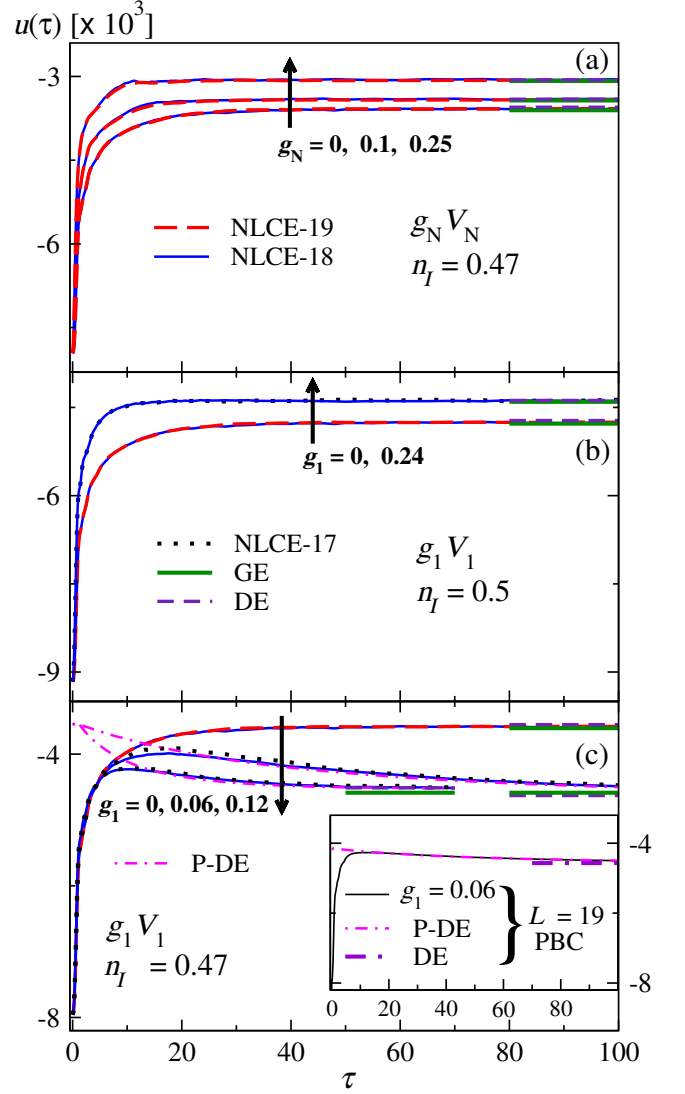 u(τ) [x 10³]
(a)
-3
g_N = 0, 0.1, 0.25
NLCE-19
g_N V_N
NLCE-18
n_I = 0.47
-6
(b)
g_1 = 0, 0.24
-6
NLCE-17
g_1 V_1
GE
n_I = 0.5
DE
-9
(c)
-4
g_1 = 0, 0.06, 0.12
P-DE
-4
g_1 = 0.06
L = 19
P-DE
PBC
DE
g_1 V_1
n_I = 0.47
-8
0 20 40 60 80
-8
0 20 40 60 80 100
τ